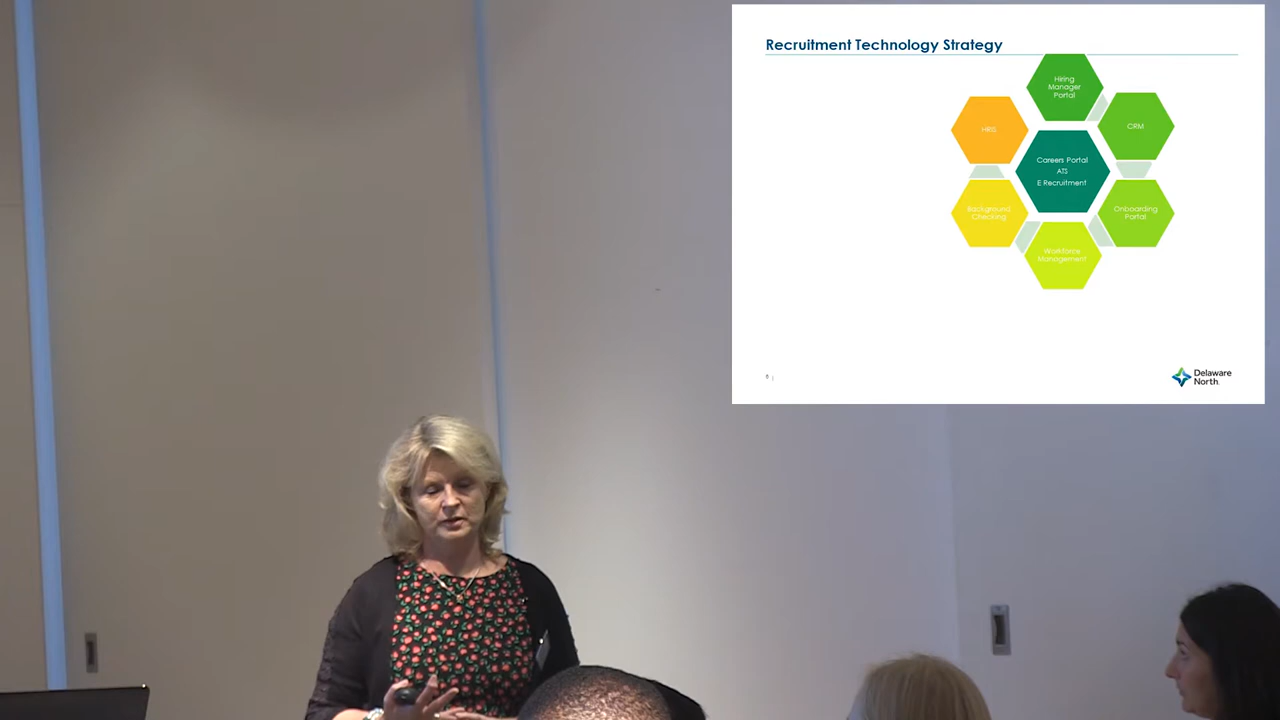 Recruitment Technology Strategy
Hiring
Manager
Portal
HRIS
CRM
Careers Portal
ATS
E Recruitment
Background
Checking
Onboarding
Portal
Workforce
Management
6 |
Delaware
North